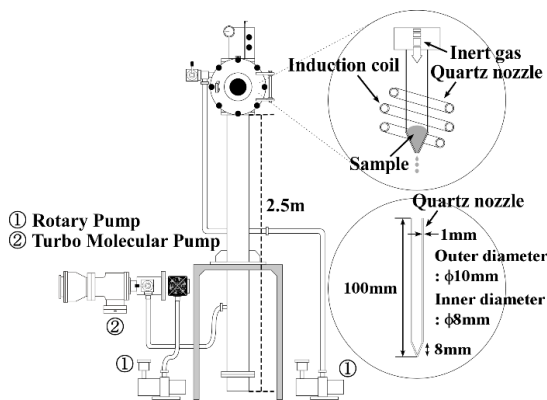 Inert gas
Induction coil
Quartz nozzle
Sample
2.5m
① Rotary Pump
② Turbo Molecular Pump
Quartz nozzle
1mm
Outer diameter
: ϕ10mm
100mm
Inner diameter
: ϕ8mm
8mm
②
①
①